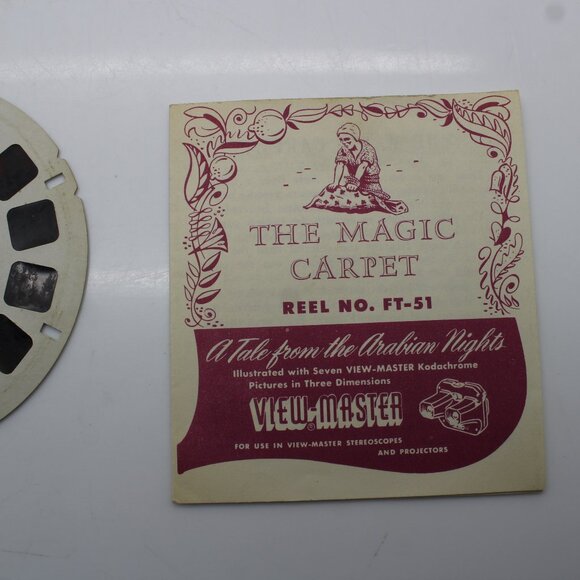 THE MAGIC
CARPET
REEL NO. FT-51
A Tale from the Arabian Nights
Illustrated with Seven VIEW-MASTER Kodachrome
Pictures in Three Dimensions
VIEW-MASTER
FOR USE IN VIEW-MASTER STEREOSCOPES
AND PROJECTORS